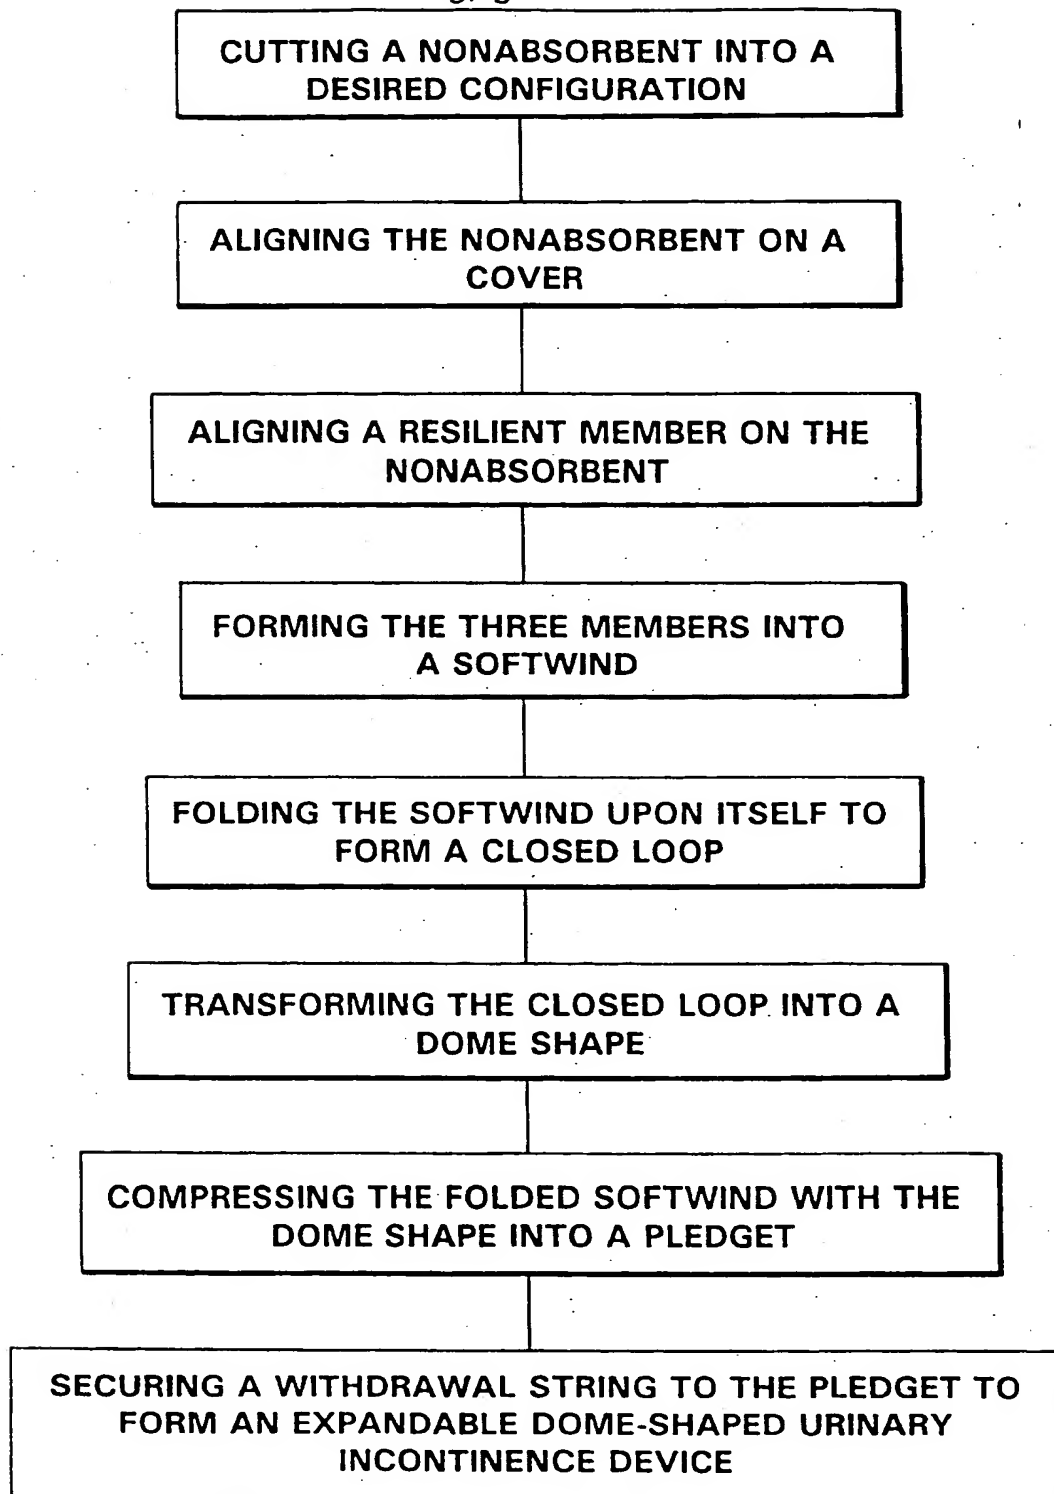 CUTTING A NONABSORBENT INTO A
DESIRED CONFIGURATION
ALIGNING THE NONABSORBENT ON A
COVER
ALIGNING A RESILIENT MEMBER ON THE
NONABSORBENT
FORMING THE THREE MEMBERS INTO
A SOFTWIND
FOLDING THE SOFTWIND UPON ITSELF TO
FORM A CLOSED LOOP
TRANSFORMING THE CLOSED LOOP INTO A
DOME SHAPE
COMPRESSING THE FOLDED SOFTWIND WITH THE
DOME SHAPE INTO A PLEDGET
SECURING A WITHDRAWAL STRING TO THE PLEDGET TO
FORM AN EXPANDABLE DOME-SHAPED URINARY
INCONTINENCE DEVICE